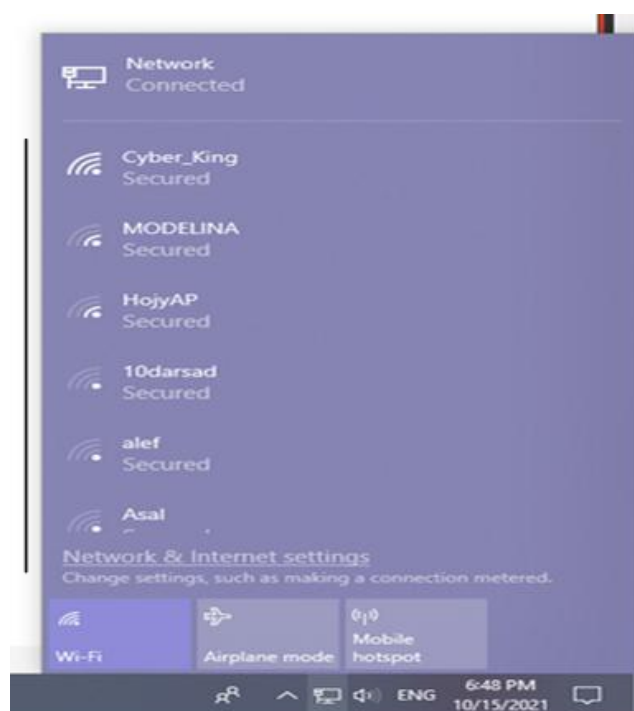 Network
Connected
Cyber_King
Secured
MODELINA
Secured
HojyAP
Secured
10darsad
Secured
alef
Secured
Asal
Network & Internet settings
Change settings, such as making a connection metered.
Wi-Fi
Airplane mode
Mobile
hotspot
ENG
6:48 PM
10/15/2021